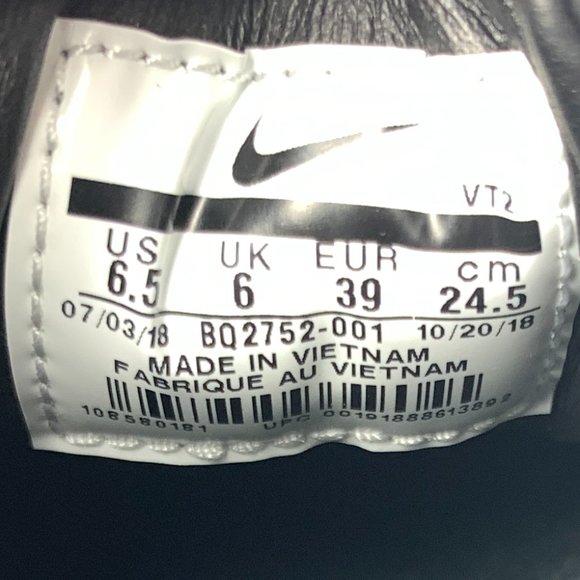 VT2
US UK EUR cm
6.5 6 39 24.5
07/03/18 BQ2752-001 10/20/18
MADE IN VIETNAM
FABRIQUE AU VIETNAM
108580181 UPC 00191888613892